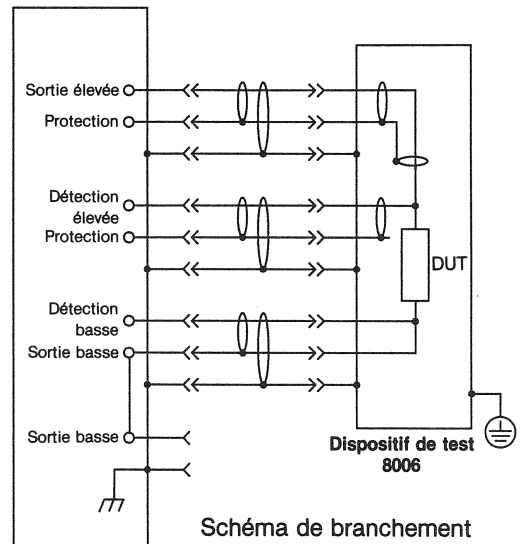 Sortie élevée
Protection
Détection
élevée
Protection
DUT
Détection
basse
Sortie basse
Sortie basse
Dispositif de test
8006
Schéma de branchement